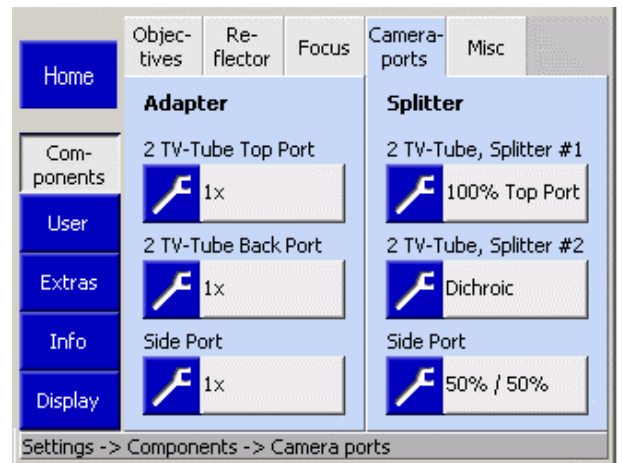 Objec-
tives
Re-
flector
Focus
Camera-
ports
Misc
Home
Com-
ponents
User
Extras
Info
Display
Adapter
2 TV-Tube Top Port
1x
2 TV-Tube Back Port
1x
Side Port
1x
Splitter
2 TV-Tube, Splitter #1
100% Top Port
2 TV-Tube, Splitter #2
Dichroic
Side Port
50% / 50%
Settings -> Components -> Camera ports